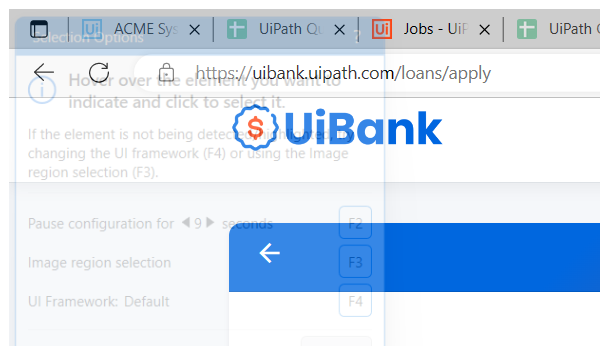 ACME Sys
UiPath Qu
Jobs - UiP
UiPath
Selection Options
?
https://uibank.uipath.com/loans/apply
Hover over the element you want to
indicate and click to select it.
UiBank
If the element is not being detected
changing the UI framework (F4) or using the Image
region selection (F3).
Pause configuration for 9 seconds
F2
Image region selection
F3
UI Framework: Default
F4